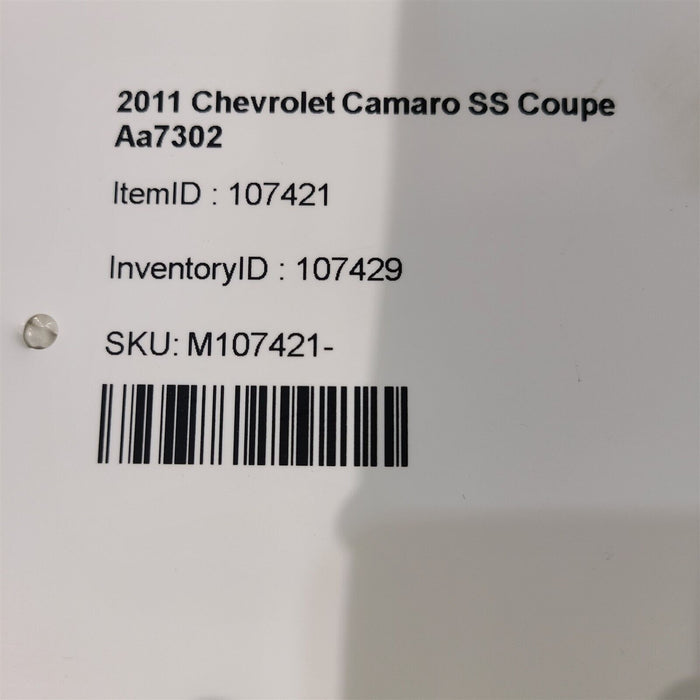 2011 Chevrolet Camaro SS Coupe
Aa7302
ItemID : 107421
InventoryID : 107429
SKU: M107421-